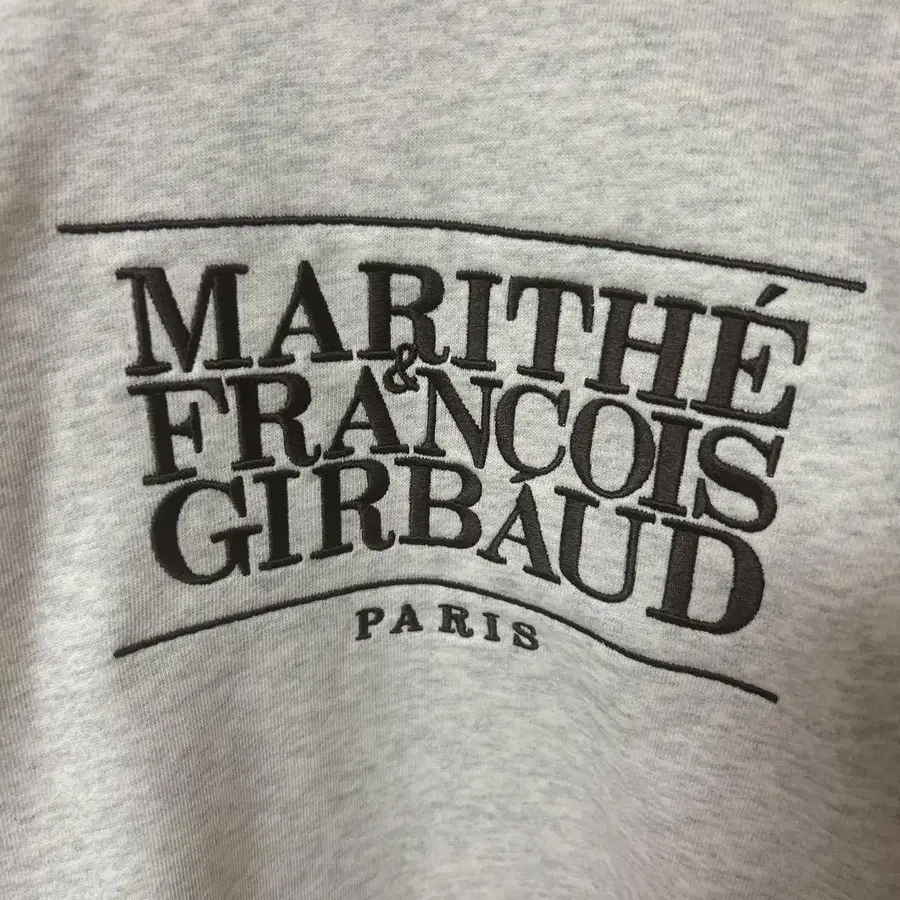 MARITHÉ
&
FRANÇOIS
GIRBAUD
PARIS